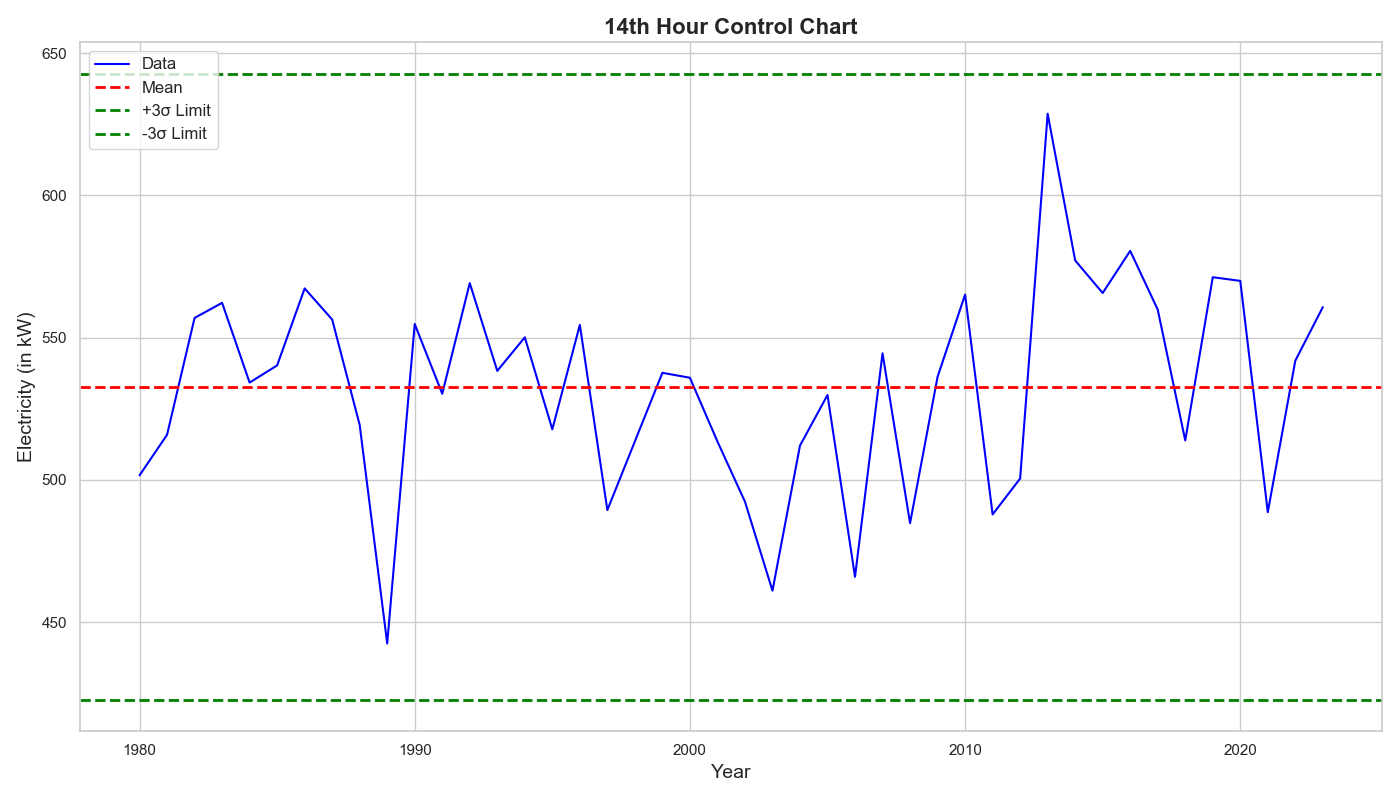 14th Hour Control Chart
Data
Mean
+3σ Limit
-3σ Limit
650
600
550
500
450
Electricity (in kW)
1980 1990 2000 2010 2020
Year